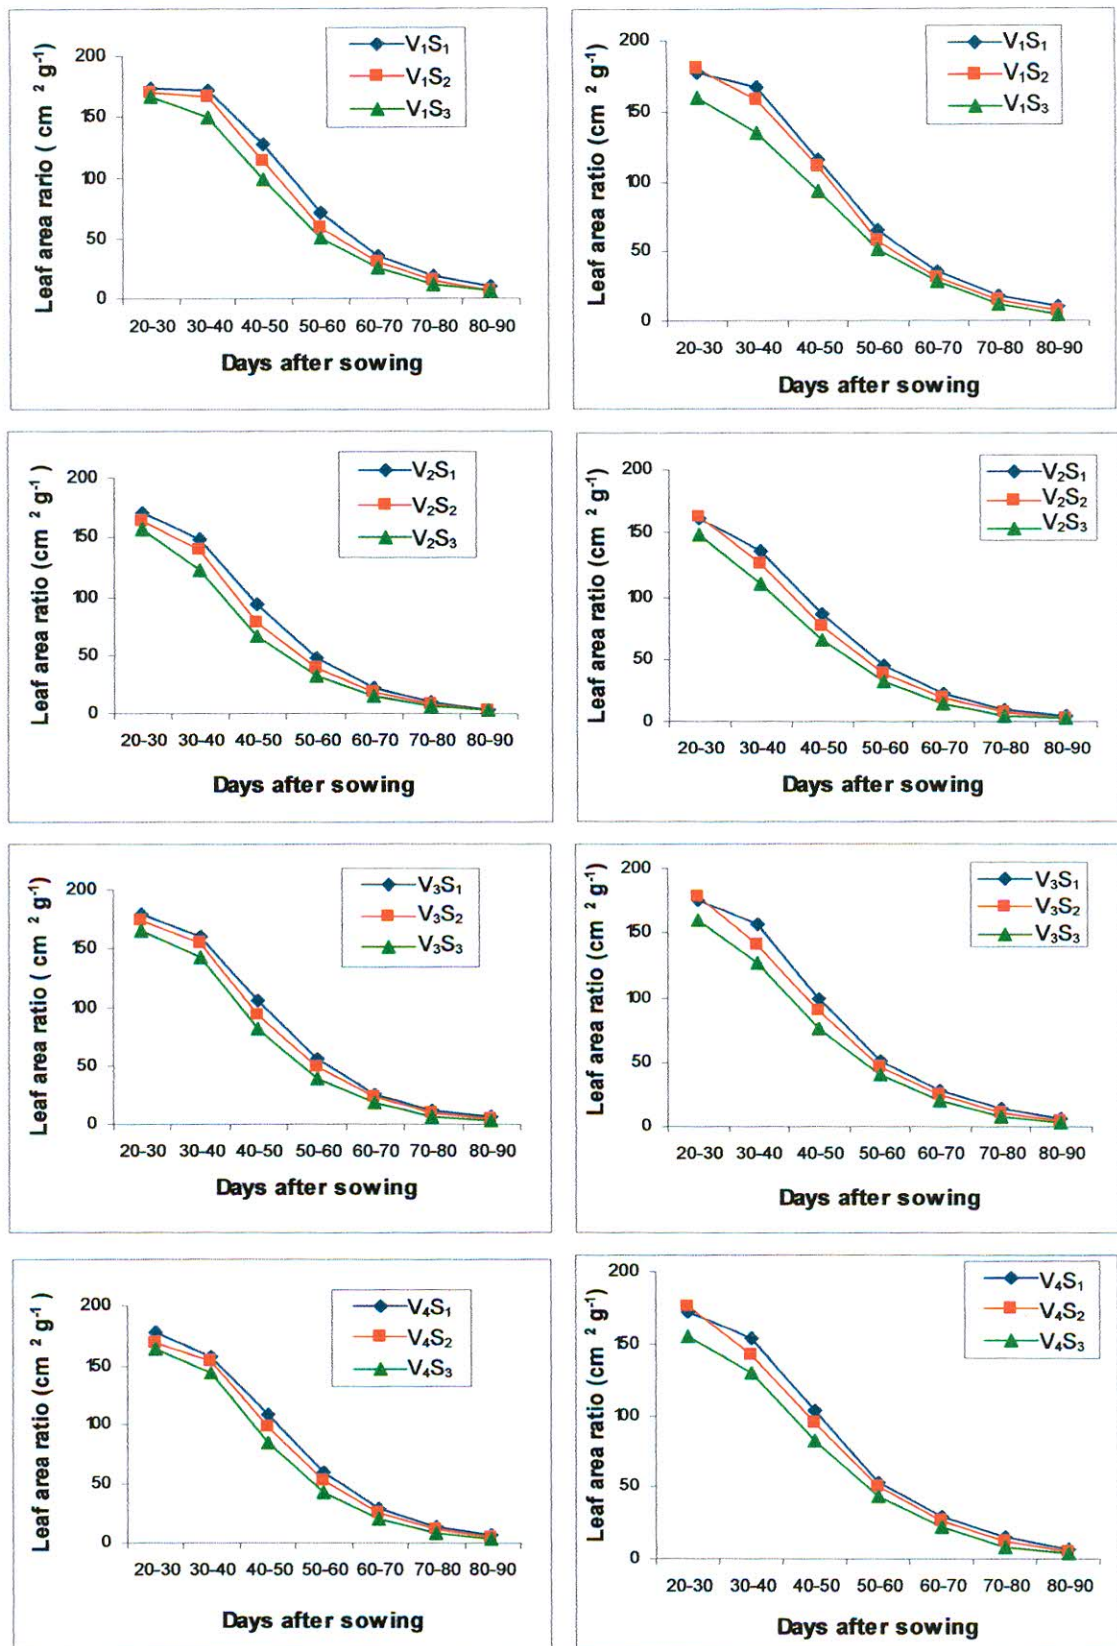 Leaf area rario ( cm ² g⁻¹)
200
150
100
50
0
V₁S₁
V₁S₂
V₁S₃
20-30 30-40 40-50 50-60 60-70 70-80 80-90
Days after sowing
Leaf area ratio (cm ² g⁻¹)
200
150
100
50
0
V₁S₁
V₁S₂
V₁S₃
20-30 30-40 40-50 50-60 60-70 70-80 80-90
Days after sowing
Leaf area ratio (cm ² g⁻¹ )
200
150
100
50
0
V₂S₁
V₂S₂
V₂S₃
20-30 30-40 40-50 50-60 60-70 70-80 80-90
Days after sowing
Leaf area ratio (cm ² g⁻¹)
200
150
100
50
0
V₂S₁
V₂S₂
V₂S₃
20-30 30-40 40-50 50-60 60-70 70-80 80-90
Days after sowing
Leaf area ratio ( cm ² g⁻¹)
200
150
100
50
0
V₃S₁
V₃S₂
V₃S₃
20-30 30-40 40-50 50-60 60-70 70-80 80-90
Days after sowing
Leaf area ratio (cm ² g⁻¹)
200
150
100
50
0
V₃S₁
V₃S₂
V₃S₃
20-30 30-40 40-50 50-60 60-70 70-80 80-90
Days after sowing
Leaf area ratio (cm ² g⁻¹)
200
150
100
50
0
V₄S₁
V₄S₂
V₄S₃
20-30 30-40 40-50 50-60 60-70 70-80 80-90
Days after sowing
Leaf area ratio (cm ² g⁻¹)
200
150
100
50
0
V₄S₁
V₄S₂
V₄S₃
20-30 30-40 40-50 50-60 60-70 70-80 80-90
Days after sowing